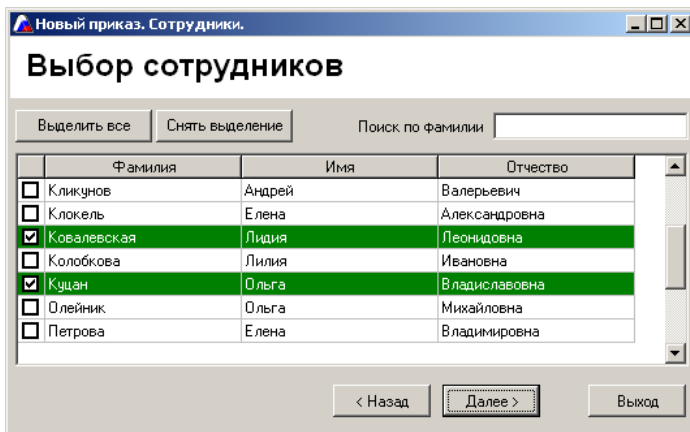 Новый приказ. Сотрудники.
Выбор сотрудников
Выделить все Снять выделение Поиск по фамилии
Фамилия Имя Отчество
Кликунов Андрей Валерьевич
Клокель Елена Александровна
Ковалевская Лидия Леонидовна
Колобкова Лилия Ивановна
Куцан Ольга Владиславовна
Олейник Ольга Михайловна
Петрова Елена Владимировна
< Назад Далее > Выход